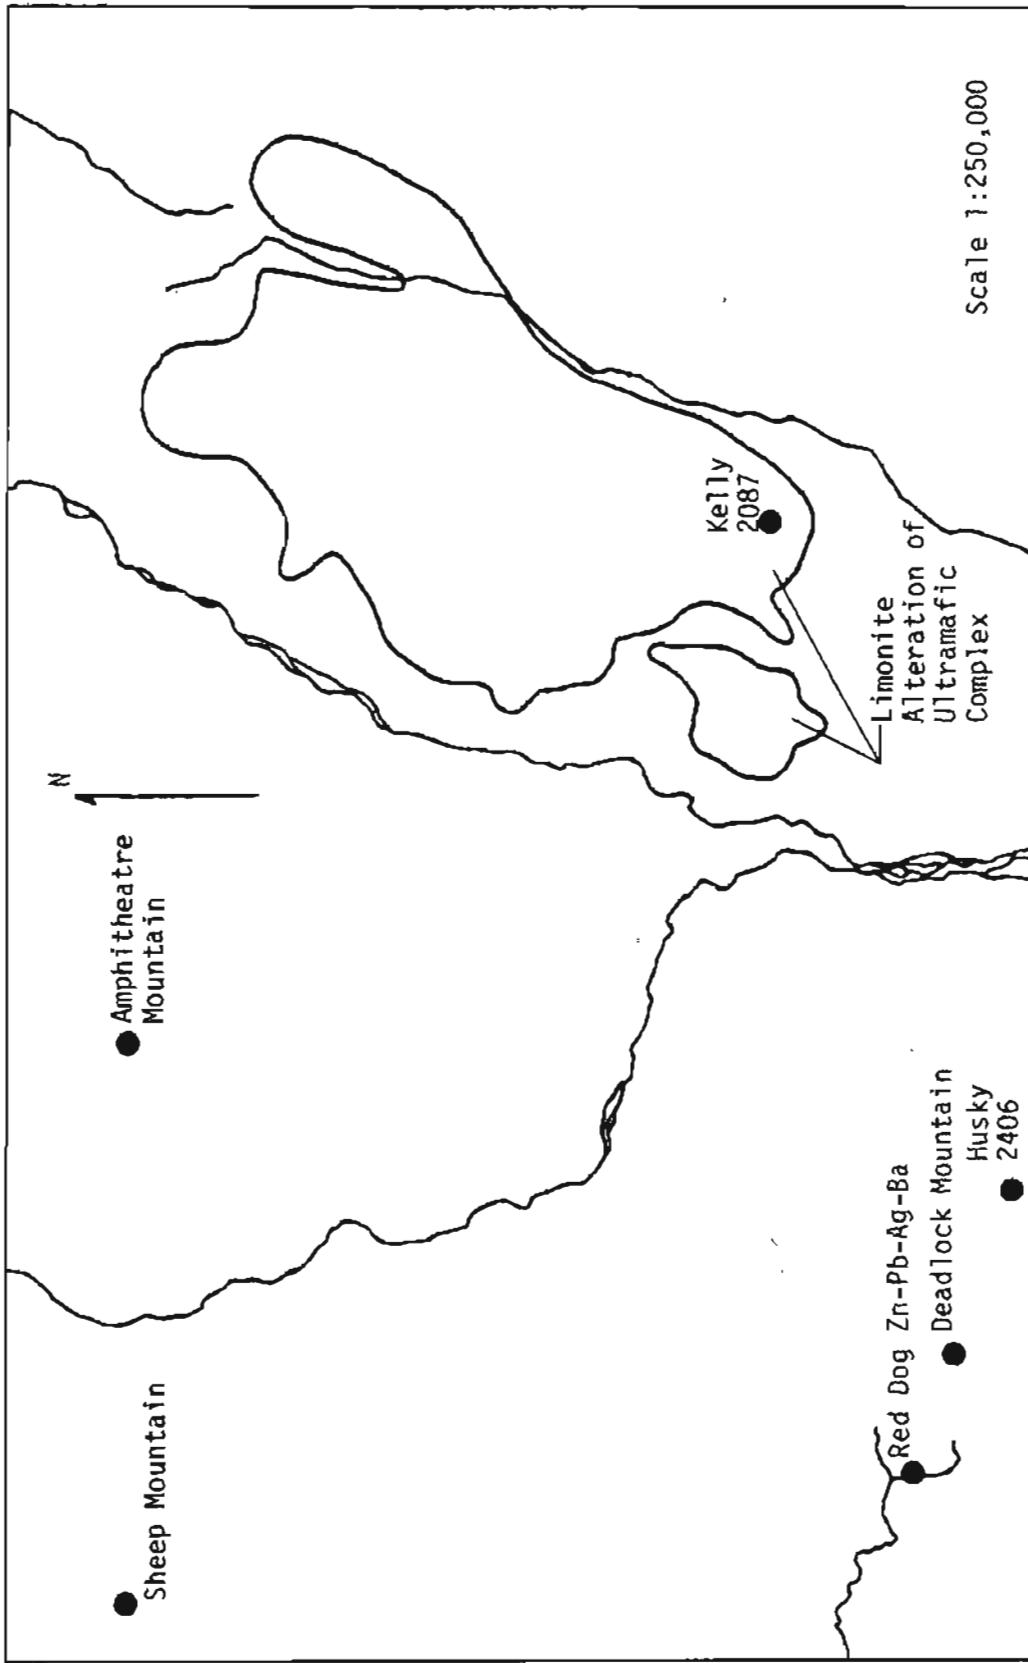 N
Sheep Mountain
Amphitheatre
Mountain
Kelly
2087
Limonite
Alteration of
Ultramafic
Complex
Red Dog Zn-Pb-Ag-Ba
Deadlock Mountain
Husky
2406
Scale 1:250,000